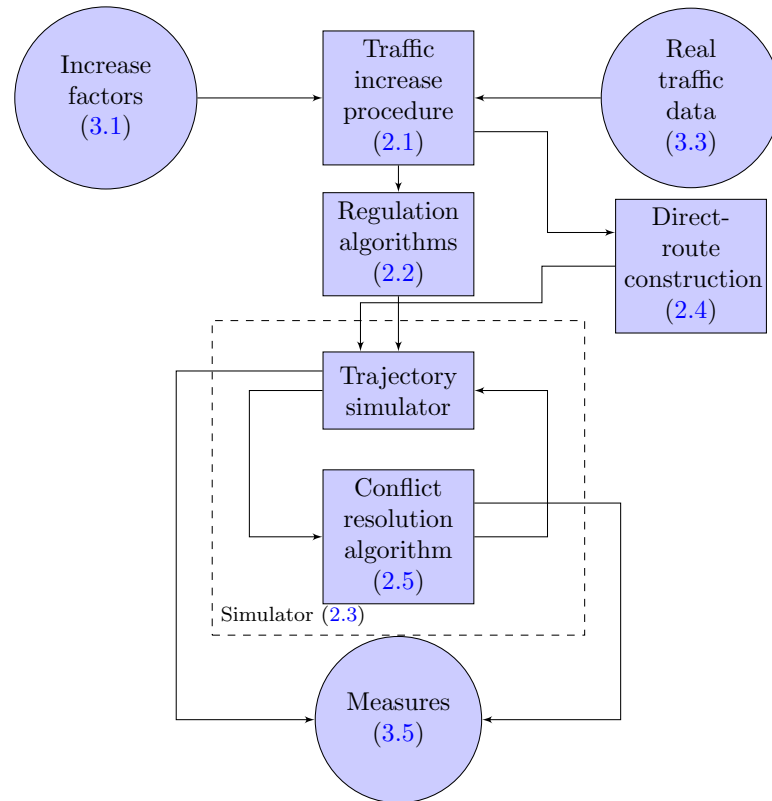 Increase
factors
(3.1)
Traffic
increase
procedure
(2.1)
Real
traffic
data
(3.3)
Regulation
algorithms
(2.2)
Direct-
route
construction
(2.4)
Trajectory
simulator
Conflict
resolution
algorithm
(2.5)
Simulator (2.3)
Measures
(3.5)